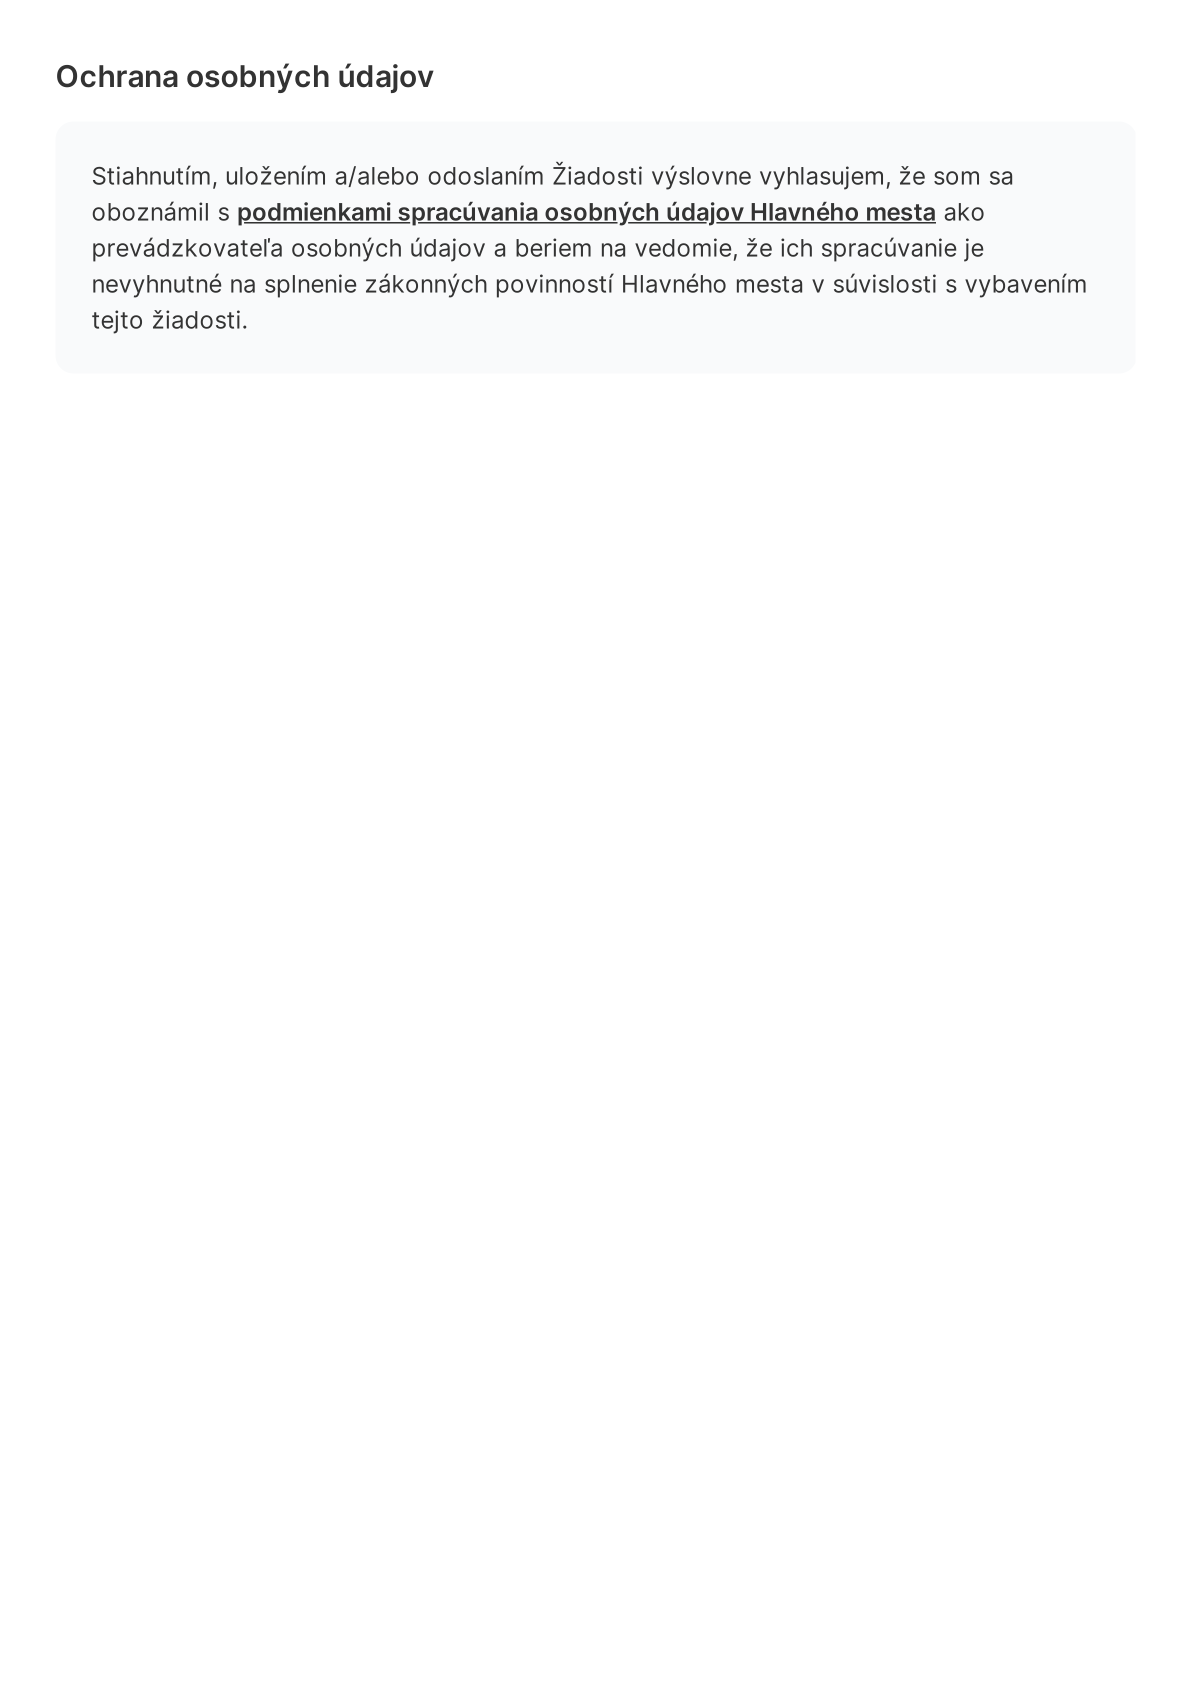 Ochrana osobných údajov
Stiahnutím, uložením a/alebo odoslaním Žiadosti výslovne vyhlasujem, že som sa
oboznámil s podmienkami spracúvania osobných údajov Hlavného mesta ako
prevádzkovateľa osobných údajov a beriem na vedomie, že ich spracúvanie je
nevyhnutné na splnenie zákonných povinností Hlavného mesta v súvislosti s vybavením
tejto žiadosti.